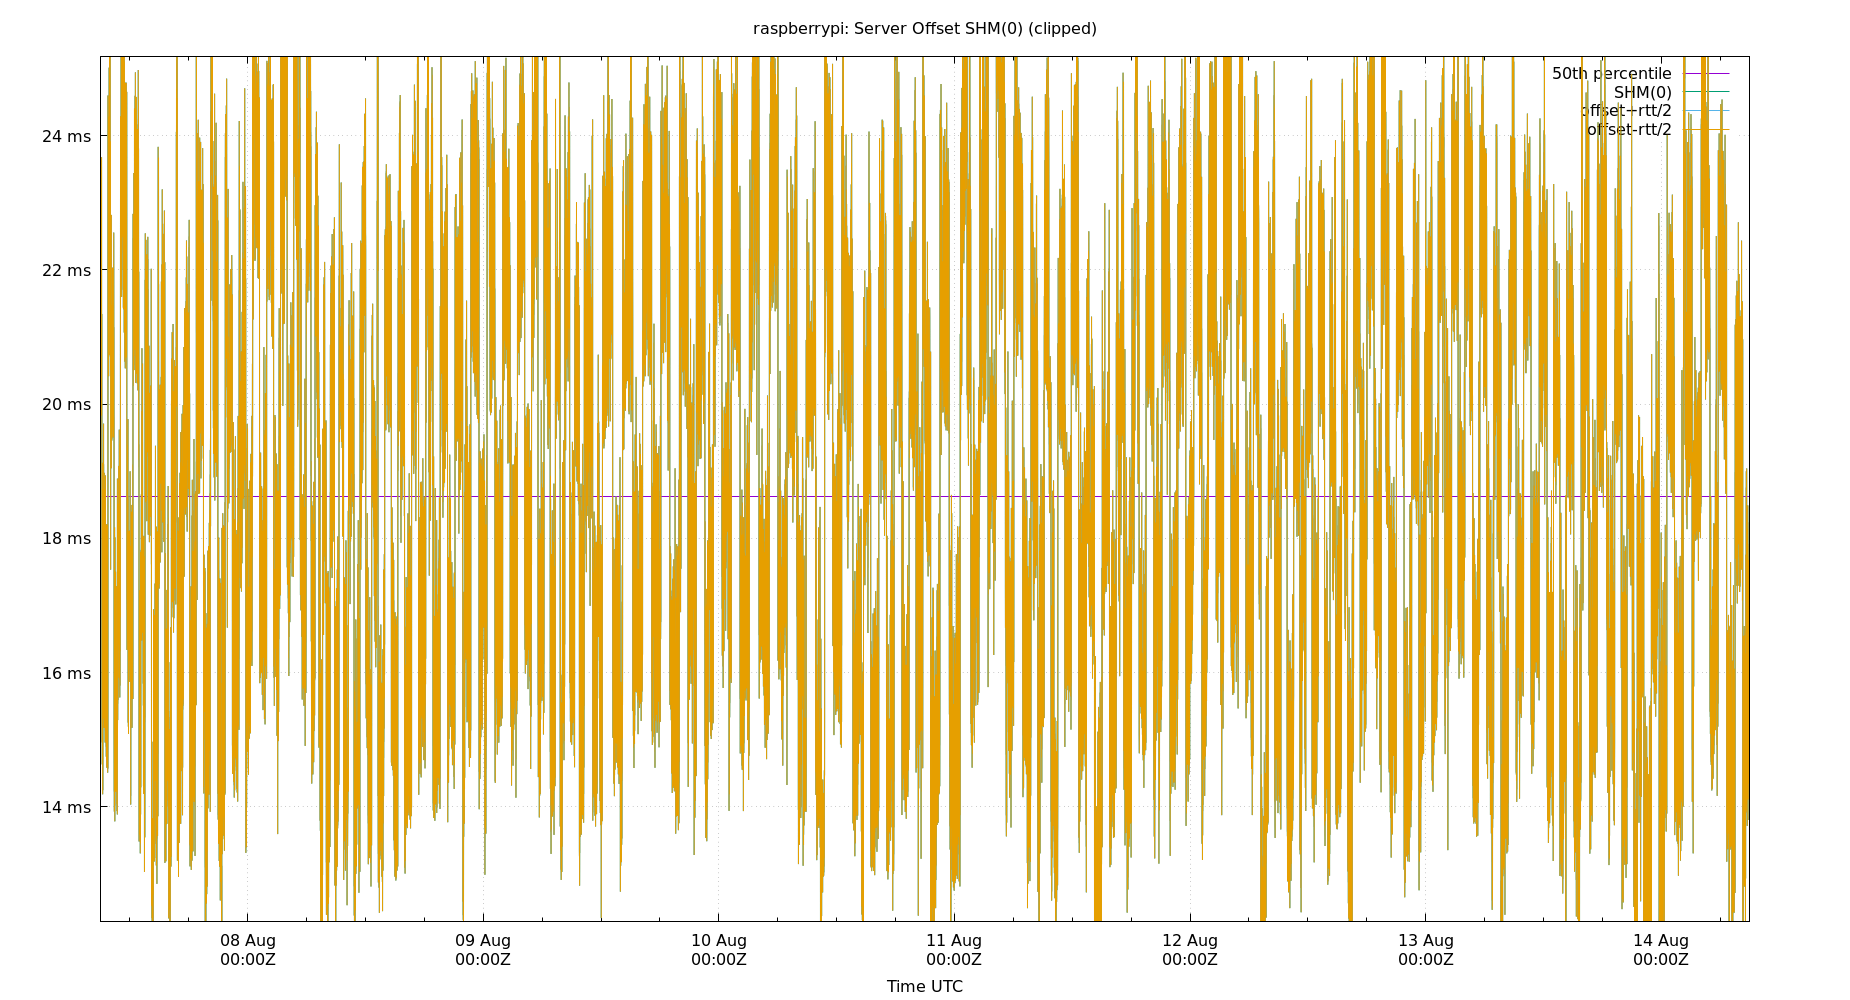 raspberrypi: Server Offset SHM(0) (clipped)
50th percentile
SHM(0)
offset+rtt/2
offset-rtt/2
24 ms
22 ms
20 ms
18 ms
16 ms
14 ms
08 Aug 09 Aug 10 Aug 11 Aug 12 Aug 13 Aug 14 Aug
00:00Z 00:00Z 00:00Z 00:00Z 00:00Z 00:00Z 00:00Z
Time UTC